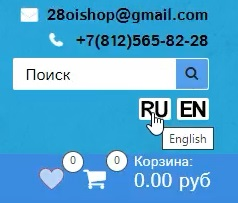 28oishop@gmail.com
+7(812)565-82-28
Поиск
RU EN
English
0 0 Корзина:
0.00 руб